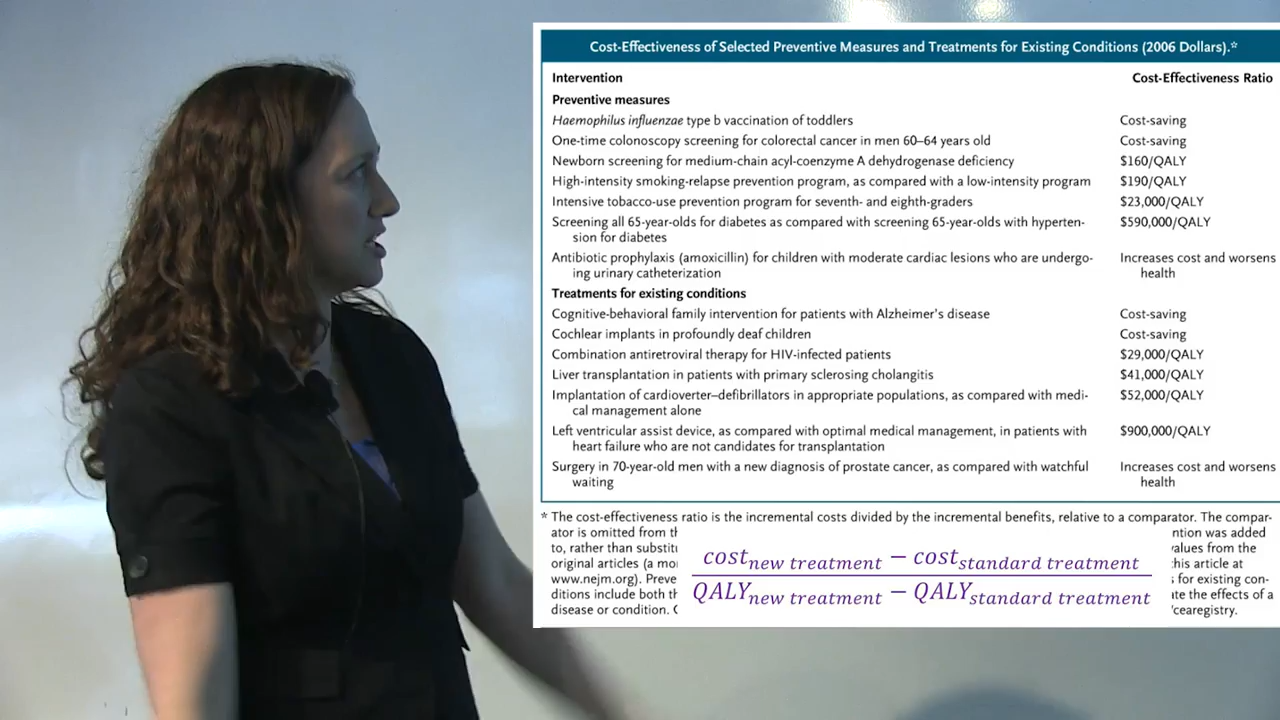 Cost-Effectiveness of Selected Preventive Measures and Treatments for Existing Conditions (2006 Dollars).*
Intervention Cost-Effectiveness Ratio
Preventive measures
Haemophilus influenzae type b vaccination of toddlers Cost-saving
One-time colonoscopy screening for colorectal cancer in men 60–64 years old Cost-saving
Newborn screening for medium-chain acyl-coenzyme A dehydrogenase deficiency $160/QALY
High-intensity smoking-relapse prevention program, as compared with a low-intensity program $190/QALY
Intensive tobacco-use prevention program for seventh- and eighth-graders $23,000/QALY
Screening all 65-year-olds for diabetes as compared with screening 65-year-olds with hyperten- $590,000/QALY
sion for diabetes
Antibiotic prophylaxis (amoxicillin) for children with moderate cardiac lesions who are undergo- Increases cost and worsens
ing urinary catheterization health
Treatments for existing conditions
Cognitive-behavioral family intervention for patients with Alzheimer's disease Cost-saving
Cochlear implants in profoundly deaf children Cost-saving
Combination antiretroviral therapy for HIV-infected patients $29,000/QALY
Liver transplantation in patients with primary sclerosing cholangitis $41,000/QALY
Implantation of cardioverter–defibrillators in appropriate populations, as compared with medi- $52,000/QALY
cal management alone
Left ventricular assist device, as compared with optimal medical management, in patients with $900,000/QALY
heart failure who are not candidates for transplantation
Surgery in 70-year-old men with a new diagnosis of prostate cancer, as compared with watchful Increases cost and worsens
waiting health
* The cost-effectiveness ratio is the incremental costs divided by the incremental benefits, relative to a comparator. The compar-
ator is omitted from ntion was added
to, rather than values from the
original articles (a his article at
www.nejm.org). s for existing con-
ditions include both te the effects of a
disease or condition. cearegistry.
cost new treatment − cost standard treatment
QALY new treatment − QALY standard treatment